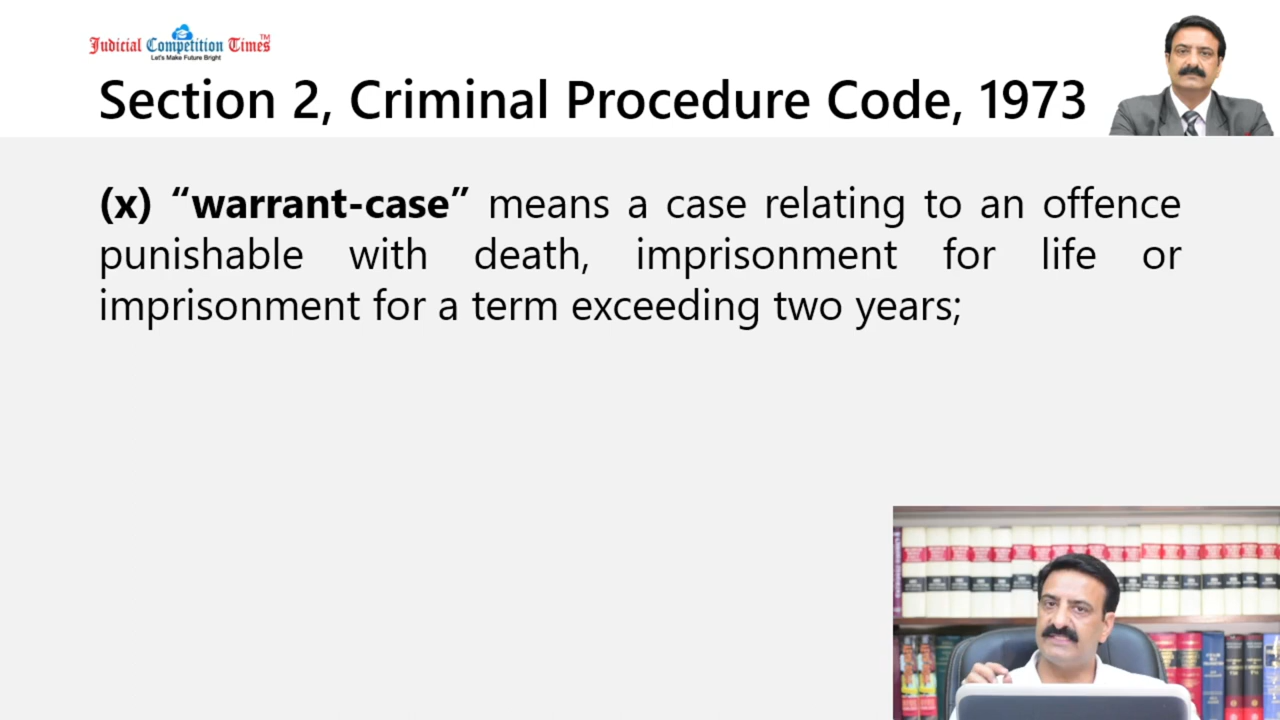 Judicial Competition Times™
Let's Make Future Bright
Section 2, Criminal Procedure Code, 1973
(x) “warrant-case” means a case relating to an offence
punishable with death, imprisonment for life or
imprisonment for a term exceeding two years;